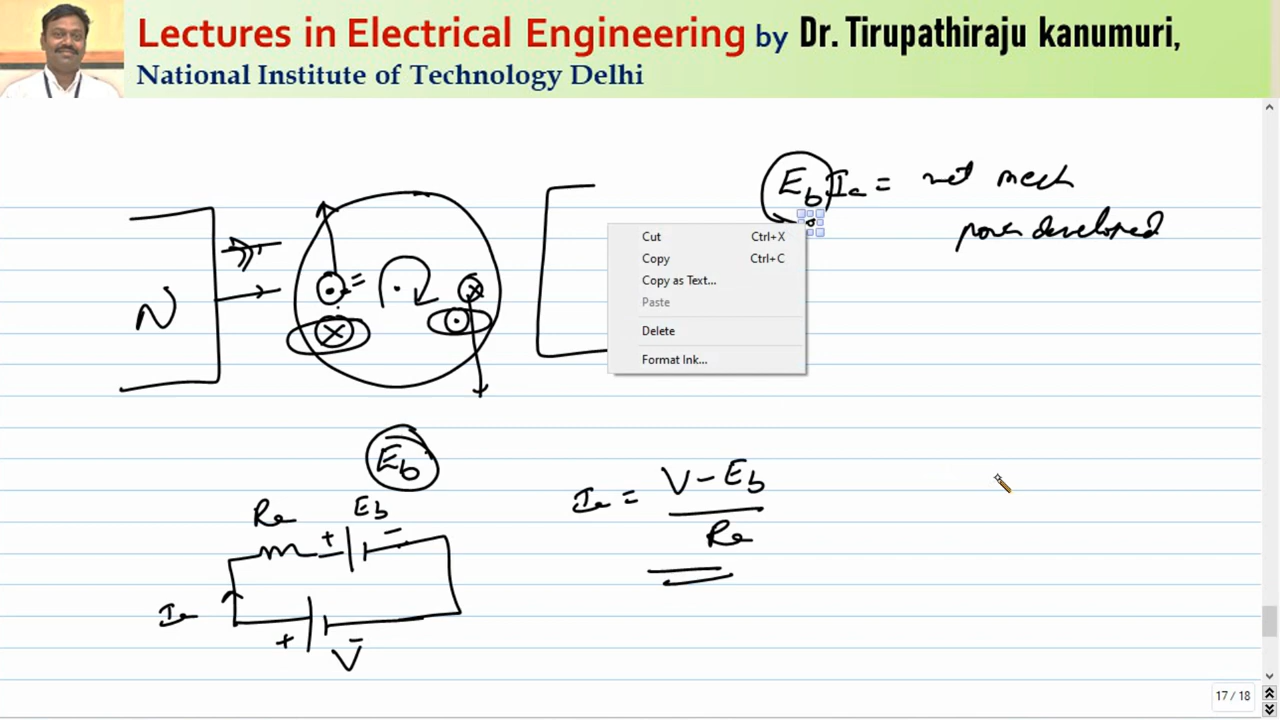 Lectures in Electrical Engineering by Dr. Tirupathiraju kanumuri,
National Institute of Technology Delhi
Eb Ia = net mech
power developed
N
Cut Ctrl+X
Copy Ctrl+C
Copy as Text...
Paste
Delete
Format Ink...
Eb
Ra
+ Eb −
Ia
+ V −
Ia = V − Eb
Ra
17 / 18